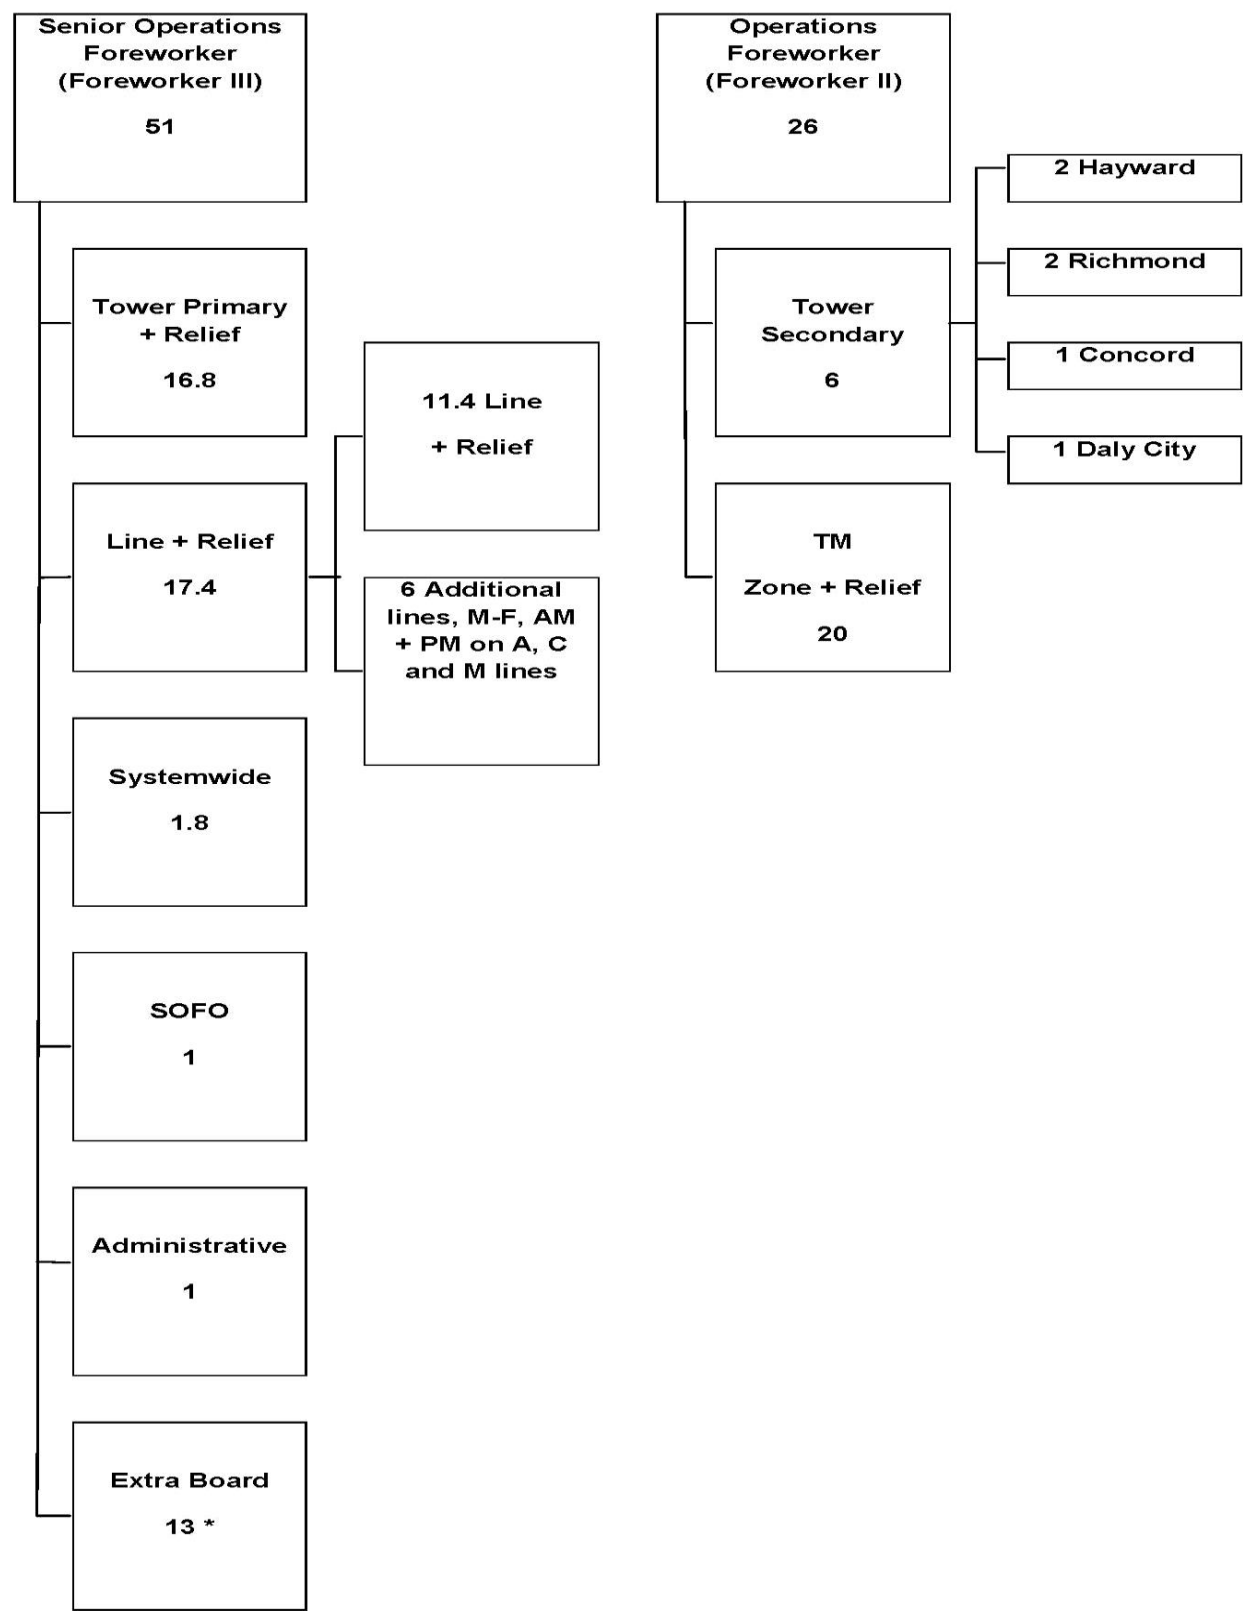 Senior Operations
Foreworker
(Foreworker III)
51
Tower Primary
+ Relief
16.8
Line + Relief
17.4
11.4 Line
+ Relief
6 Additional
lines, M-F, AM
+ PM on A, C
and M lines
Systemwide
1.8
SOFO
1
Administrative
1
Extra Board
13 *
Operations
Foreworker
(Foreworker II)
26
Tower
Secondary
6
2 Hayward
2 Richmond
1 Concord
1 Daly City
TM
Zone + Relief
20